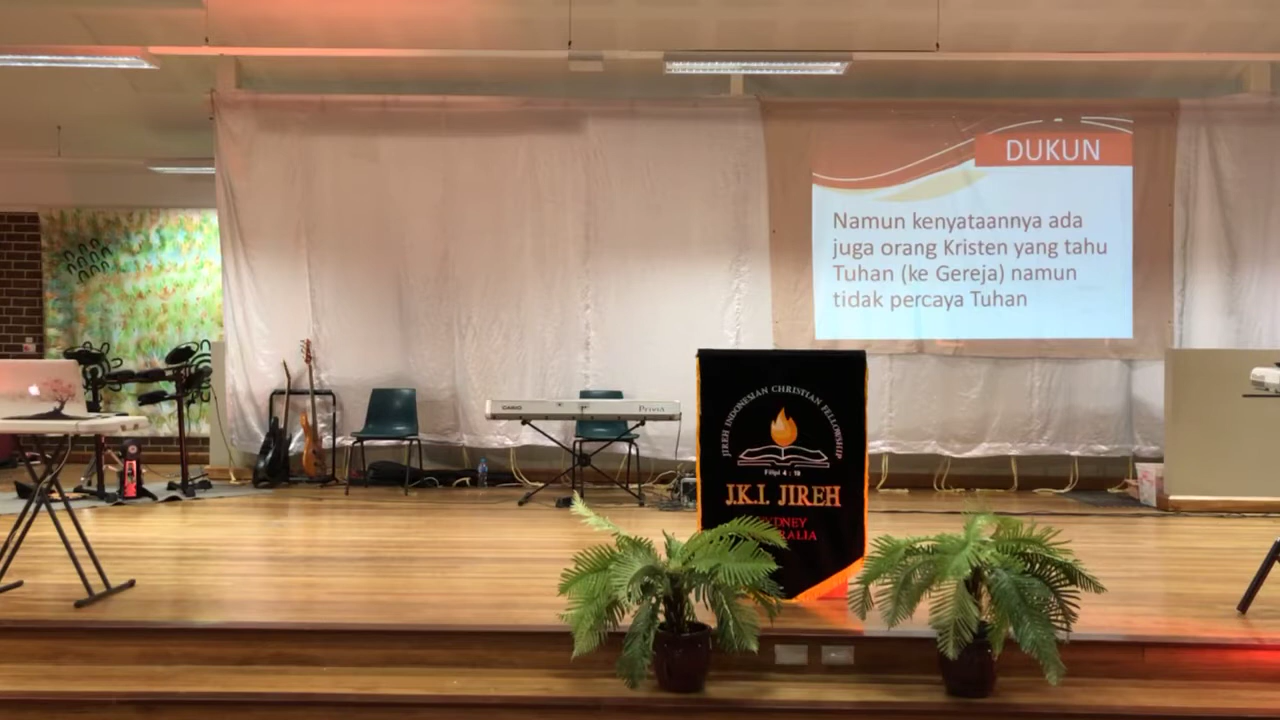 DUKUN
Namun kenyataannya ada
juga orang Kristen yang tahu
Tuhan (ke Gereja) namun
tidak percaya Tuhan
CASIO
Privia
JIREH INDONESIAN CHRISTIAN FELLOWSHIP
Filipi 4 : 19
J.K.I. JIREH